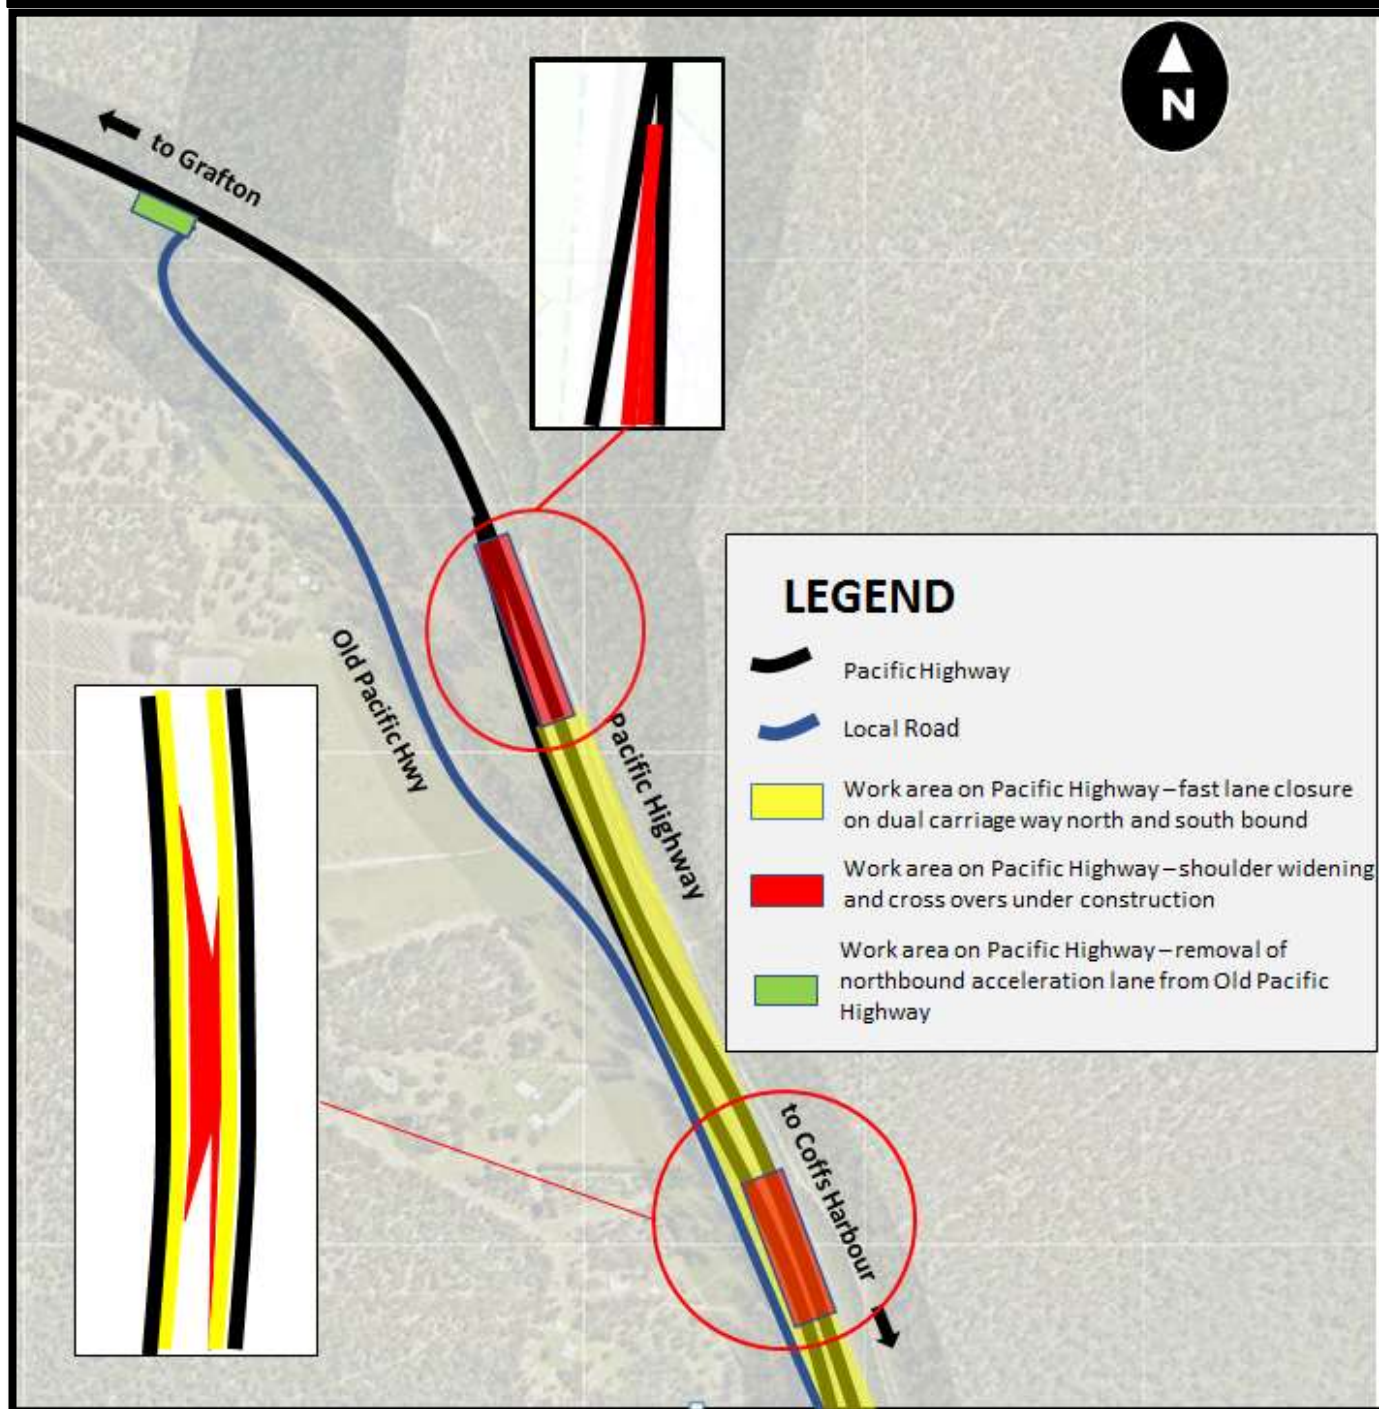 N
to Grafton
Old Pacific Hwy
Pacific Highway
to Coffs Harbour
LEGEND
Pacific Highway
Local Road
Work area on Pacific Highway – fast lane closure
on dual carriage way north and south bound
Work area on Pacific Highway – shoulder widening
and cross overs under construction
Work area on Pacific Highway – removal of
northbound acceleration lane from Old Pacific
Highway